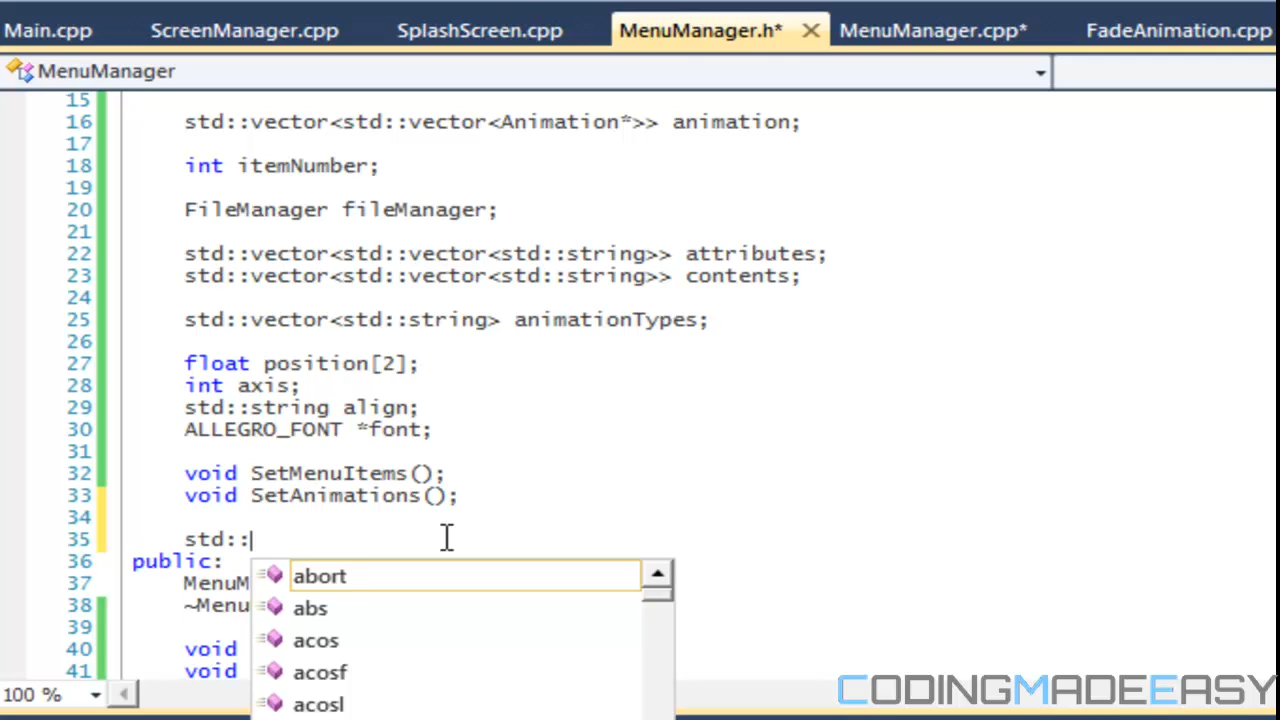 Main.cpp ScreenManager.cpp SplashScreen.cpp MenuManager.h* MenuManager.cpp* FadeAnimation.cpp
MenuManager
15
16 std::vector<std::vector<Animation*>> animation;
17
18 int itemNumber;
19
20 FileManager fileManager;
21
22 std::vector<std::vector<std::string>> attributes;
23 std::vector<std::vector<std::string>> contents;
24
25 std::vector<std::string> animationTypes;
26
27 float position[2];
28 int axis;
29 std::string align;
30 ALLEGRO_FONT *font;
31
32 void SetMenuItems();
33 void SetAnimations();
34
35 std::
36 public:
37 MenuM
38 ~Menu
39
40 void
41 void
abort
abs
acos
acosf
acosl
100 %
CODINGMADEEASY